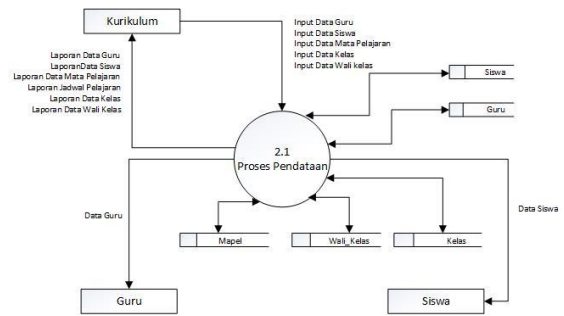 Kurikulum
Input Data Guru
Input Data Siswa
Input Data Mata Pelajaran
Input Data Kelas
Input Data Wali kelas
Laporan Data Guru
LaporanData Siswa
Laporan Data Mata Pelajaran
Laporan Jadwal Pelajaran
Laporan Data Kelas
Laporan Data Wali Kelas
Siswa
Guru
2.1
Proses Pendataan
Data Guru
Data Siswa
Mapel
Wali_Kelas
Kelas
Guru
Siswa